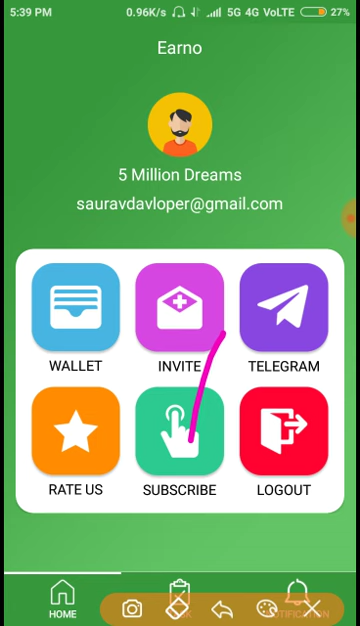 5:39 PM 0.96K/s 5G 4G VoLTE 27%
Earno
5 Million Dreams
sauravdavloper@gmail.com
WALLET INVITE TELEGRAM
RATE US SUBSCRIBE LOGOUT
HOME NOTIFICATION